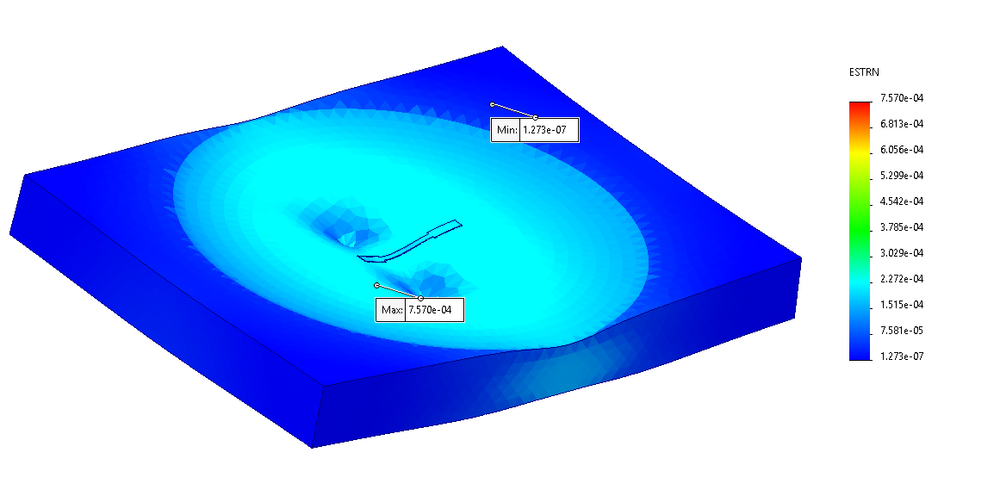 ESTRN
7.570e-04
6.813e-04
6.056e-04
5.299e-04
4.542e-04
3.785e-04
3.029e-04
2.272e-04
1.515e-04
7.581e-05
1.273e-07
Min: 1.273e-07
Max: 7.570e-04